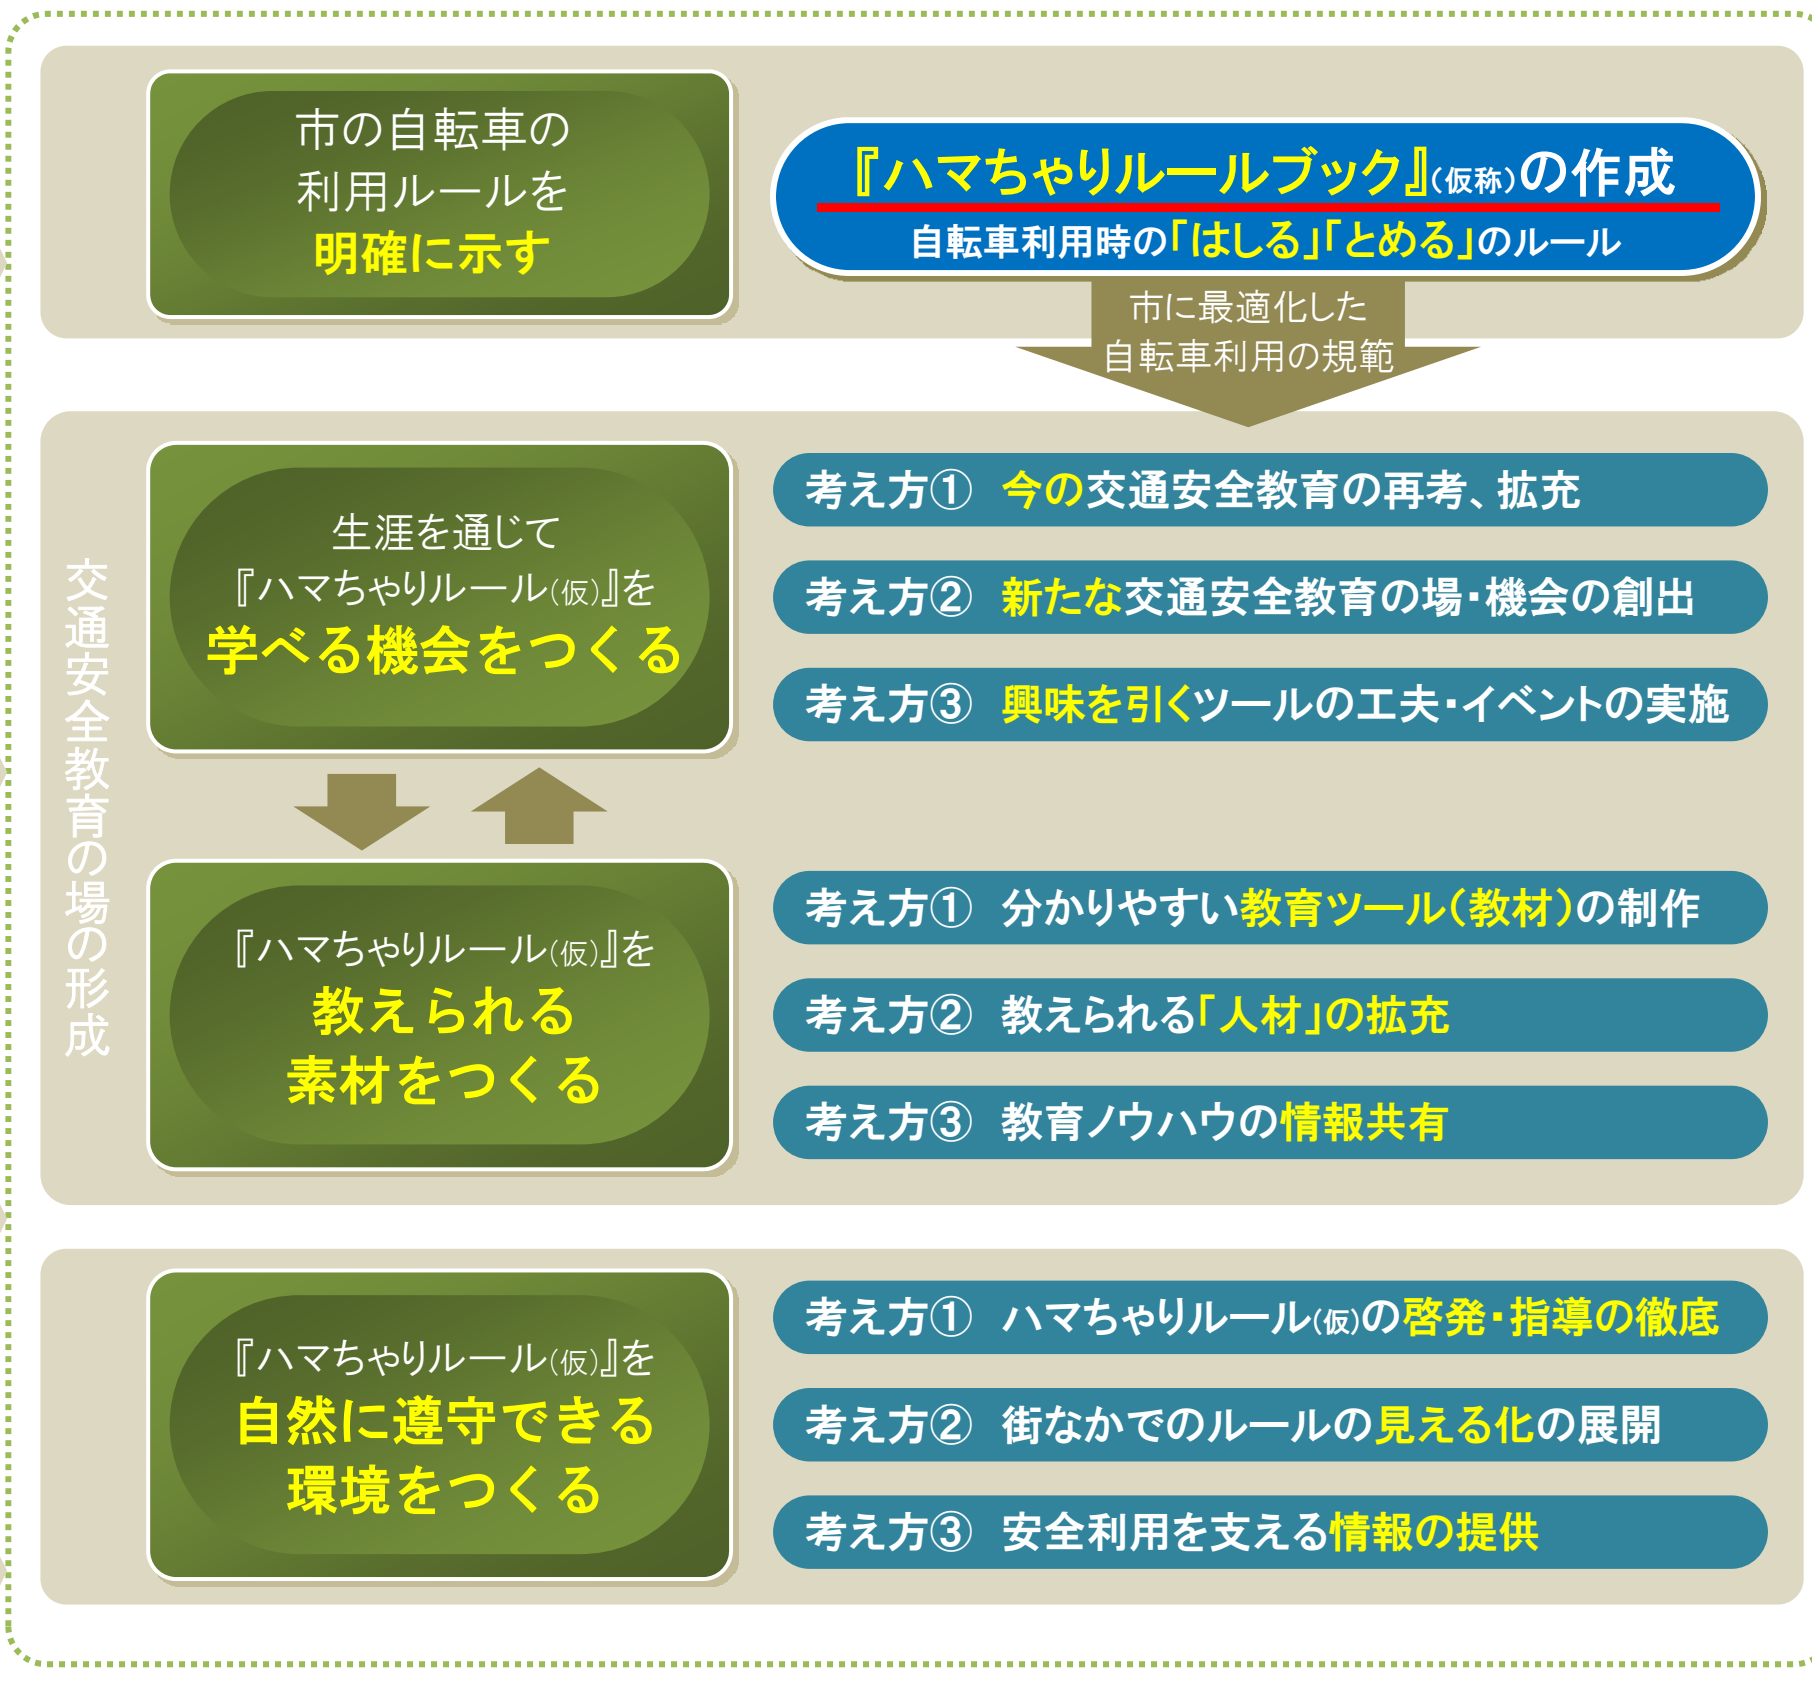 市の自転車の
利用ルールを
明確に示す
『ハマちゃりルールブック』(仮称)の作成
自転車利用時の「はしる」「とめる」のルール
市に最適化した
自転車利用の規範
交通安全教育の場の形成
生涯を通じて
『ハマちゃりルール(仮)』を
学べる機会をつくる
考え方① 今の交通安全教育の再考、拡充
考え方② 新たな交通安全教育の場・機会の創出
考え方③ 興味を引くツールの工夫・イベントの実施
『ハマちゃりルール(仮)』を
教えられる
素材をつくる
考え方① 分かりやすい教育ツール(教材)の制作
考え方② 教えられる「人材」の拡充
考え方③ 教育ノウハウの情報共有
『ハマちゃりルール(仮)』を
自然に遵守できる
環境をつくる
考え方① ハマちゃりルール(仮)の啓発・指導の徹底
考え方② 街なかでのルールの見える化の展開
考え方③ 安全利用を支える情報の提供